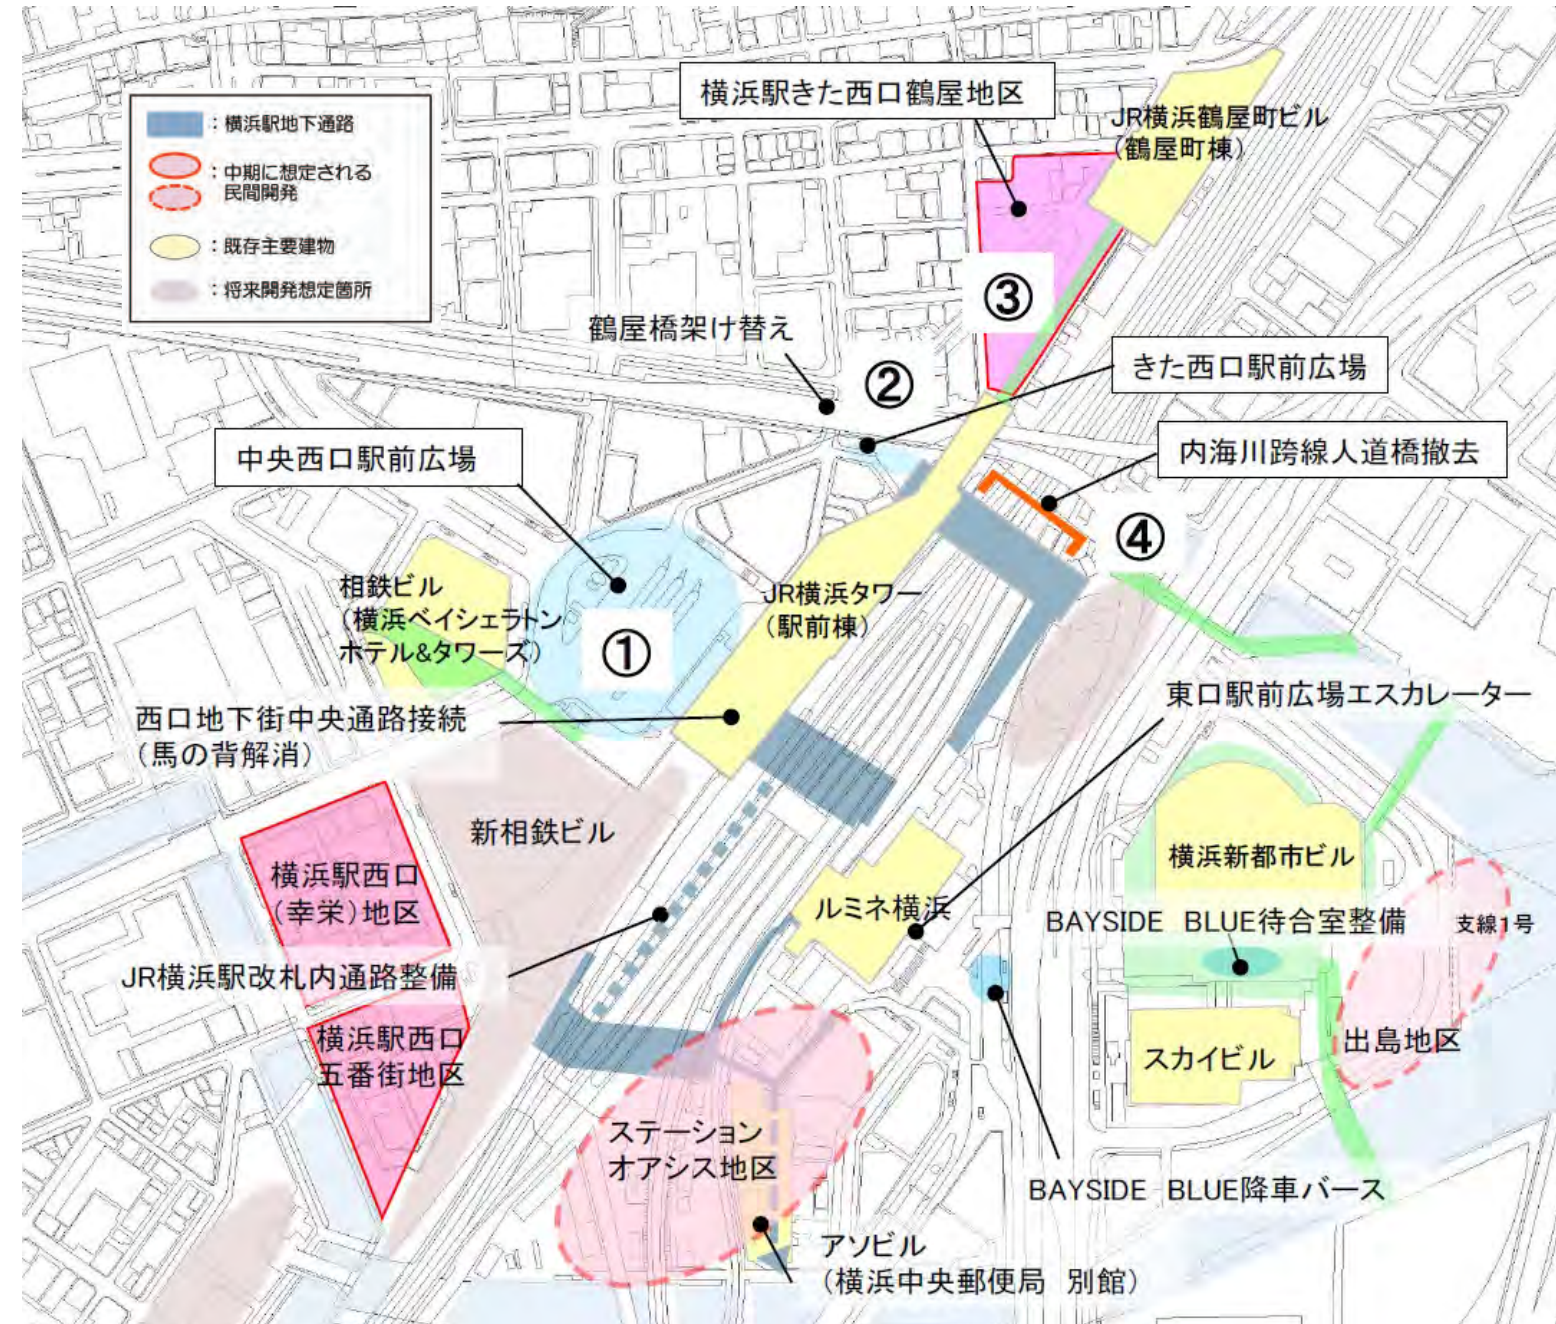 横浜駅きた西口鶴屋地区
JR横浜鶴屋町ビル
（鶴屋町棟）
：横浜駅地下通路
：中期に想定される
民間開発
：既存主要建物
：将来開発想定箇所
③
鶴屋橋架け替え
②
きた西口駅前広場
中央西口駅前広場
内海川跨線人道橋撤去
④
相鉄ビル
（横浜ベイシェラトン
ホテル&タワーズ）
①
JR横浜タワー
（駅前棟）
西口地下街中央通路接続
（馬の背解消）
東口駅前広場エスカレーター
新相鉄ビル
横浜駅西口
（幸栄）地区
ルミネ横浜
横浜新都市ビル
BAYSIDE BLUE待合室整備
支線1号
JR横浜駅改札内通路整備
横浜駅西口
五番街地区
スカイビル
出島地区
ステーション
オアシス地区
BAYSIDE BLUE降車バース
アソビル
（横浜中央郵便局 別館）